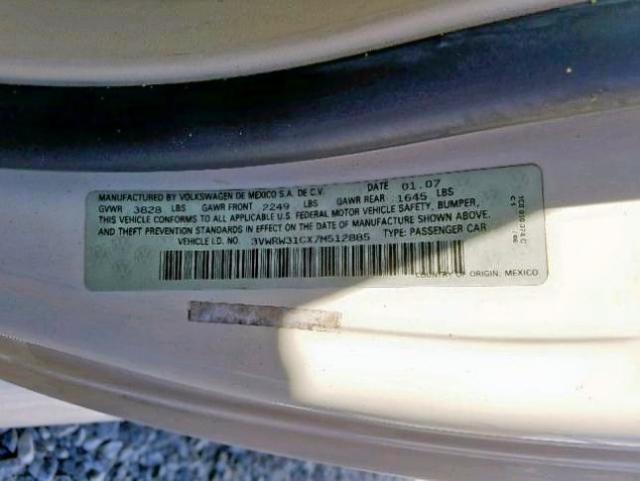 MANUFACTURED BY VOLKSWAGEN DE MEXICO S.A. DE C.V. DATE 01.07
GVWR 3828 LBS GAWR FRONT 2249 LBS GAWR REAR 1645 LBS
THIS VEHICLE CONFORMS TO ALL APPLICABLE U.S. FEDERAL MOTOR VEHICLE SAFETY, BUMPER,
AND THEFT PREVENTION STANDARDS IN EFFECT ON THE DATE OF MANUFACTURE SHOWN ABOVE.
VEHICLE I.D. NO. 3VWRW31CX7M512885 TYPE: PASSENGER CAR
COUNTRY OF ORIGIN, MEXICO